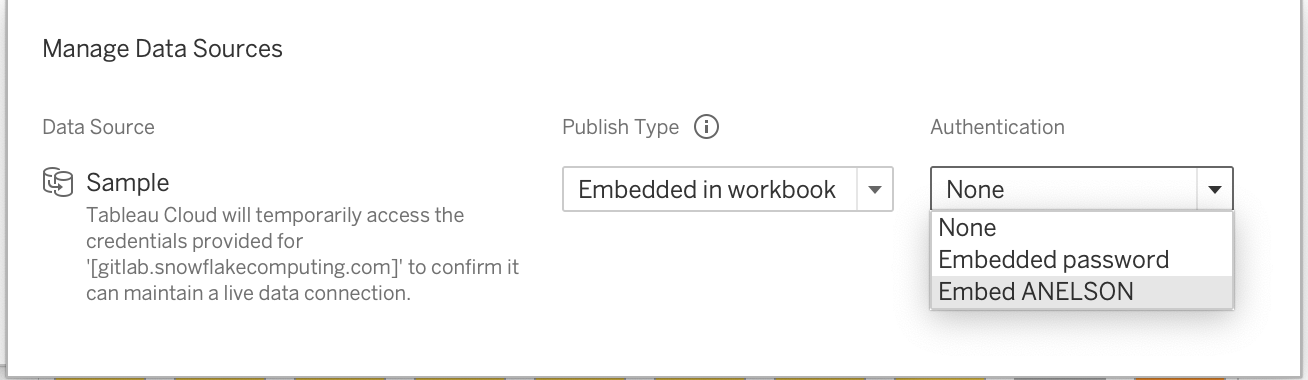 Manage Data Sources
Data Source
Publish Type
Authentication
Sample
Embedded in workbook
None
Tableau Cloud will temporarily access the
credentials provided for
'[gitlab.snowflakecomputing.com]' to confirm it
can maintain a live data connection.
None
Embedded password
Embed ANELSON